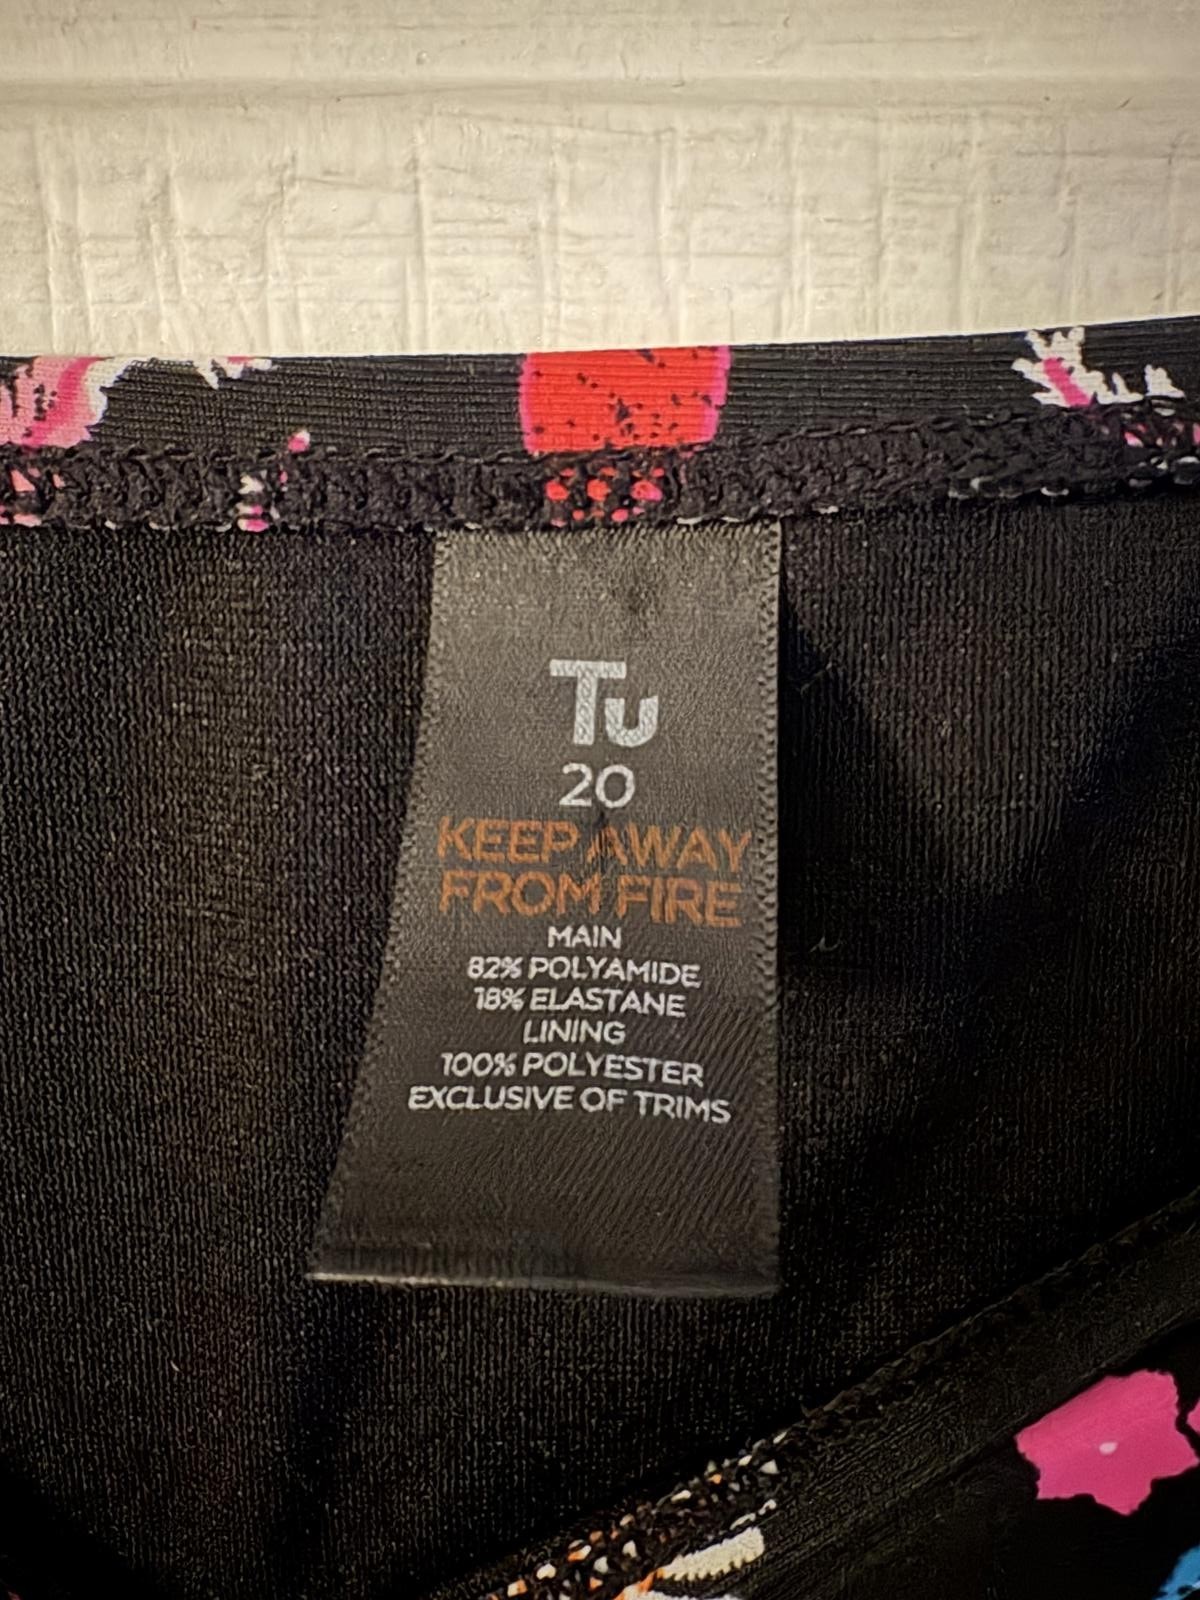 Tu
20
KEEP AWAY
FROM FIRE
MAIN
82% POLYAMIDE
18% ELASTANE
LINING
100% POLYESTER
EXCLUSIVE OF TRIMS